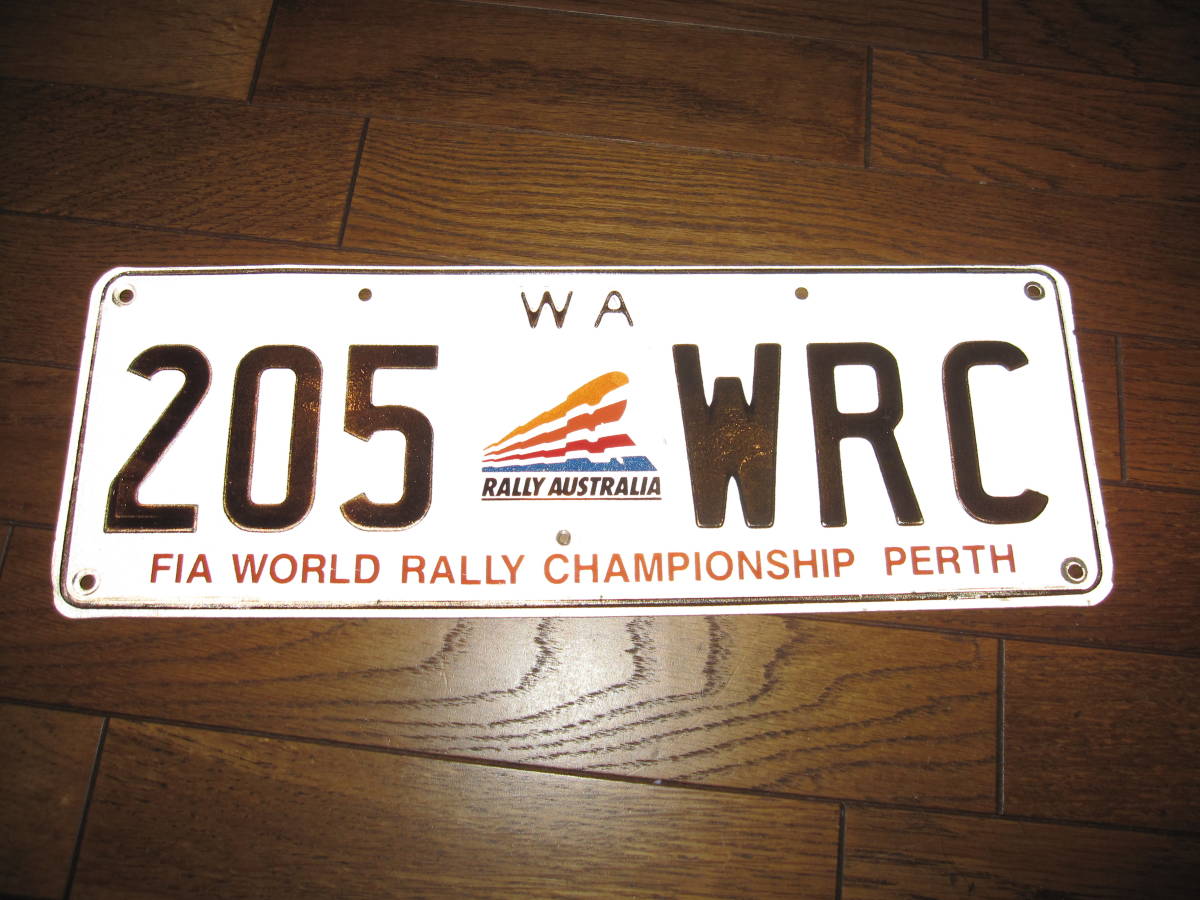 WA
205 WRC
RALLY AUSTRALIA
FIA WORLD RALLY CHAMPIONSHIP PERTH